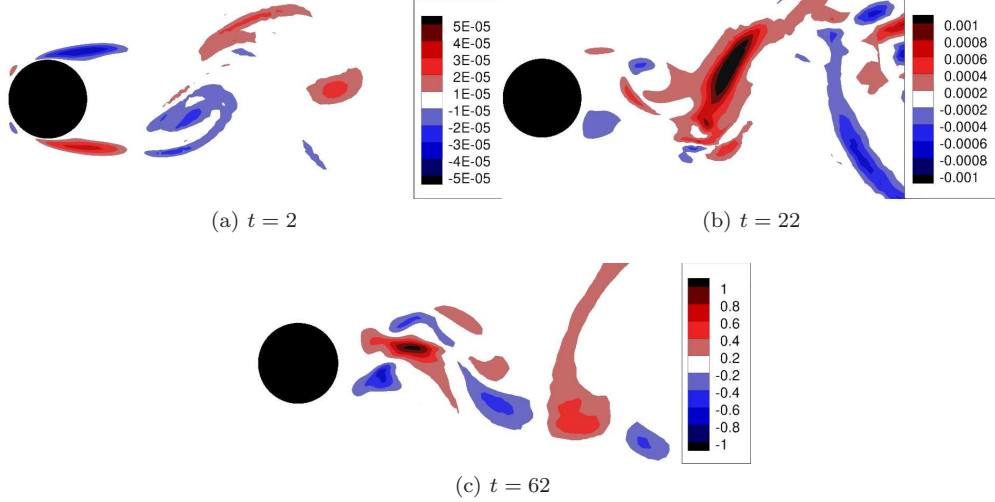 5E-05
4E-05
3E-05
2E-05
1E-05
-1E-05
-2E-05
-3E-05
-4E-05
-5E-05
(a) t = 2
0.001
0.0008
0.0006
0.0004
0.0002
-0.0002
-0.0004
-0.0006
-0.0008
-0.001
(b) t = 22
1
0.8
0.6
0.4
0.2
-0.2
-0.4
-0.6
-0.8
-1
(c) t = 62